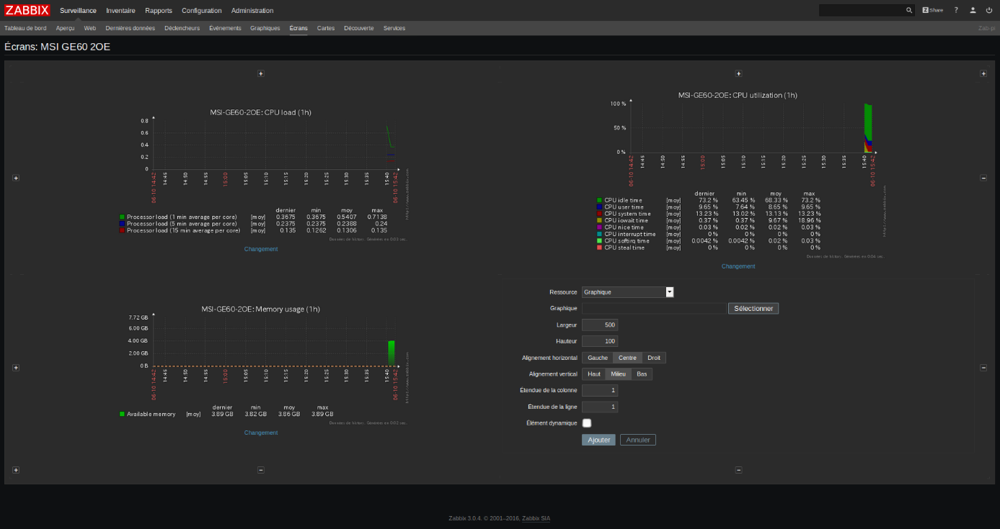 ZABBIX Surveillance Inventaire Rapports Configuration Administration Z Share ?
Tableau de bord Aperçu Web Dernières données Déclencheurs Événements Graphiques Écrans Cartes Découverte Services Zab-pi
Écrans: MSI GE60 2OE
MSI-GE60-2OE: CPU load (1h)
0.8
0.6
0.4
0.2
0
06-10 14:42 14:45 14:50 14:55 15:00 15:05 15:10 15:15 15:20 15:25 15:30 15:35 15:40 06-10 15:42
http://www.zabbix.com
dernier min moy max
Processor load (1 min average per core) [moy] 0.3675 0.3675 0.5407 0.7138
Processor load (5 min average per core) [moy] 0.2375 0.2375 0.2388 0.24
Processor load (15 min average per core) [moy] 0.135 0.1262 0.1306 0.135
Données de histori. Générées en 0.03 sec.
Changement
MSI-GE60-2OE: CPU utilization (1h)
100 %
50 %
0 %
06-10 14:42 14:45 14:50 14:55 15:00 15:05 15:10 15:15 15:20 15:25 15:30 15:35 15:40 06-10 15:42
http://www.zabbix.com
dernier min moy max
CPU idle time [moy] 73.2 % 63.45 % 68.33 % 73.2 %
CPU user time [moy] 9.65 % 7.64 % 8.65 % 9.65 %
CPU system time [moy] 13.23 % 13.02 % 13.13 % 13.23 %
CPU iowait time [moy] 0.37 % 0.37 % 9.67 % 18.96 %
CPU nice time [moy] 0.03 % 0.02 % 0.02 % 0.03 %
CPU interrupt time [moy] 0 % 0 % 0 % 0 %
CPU softirq time [moy] 0.0042 % 0.0042 % 0.02 % 0.03 %
CPU steal time [moy] 0 % 0 % 0 % 0 %
Données de histori. Générées en 0.04 sec.
Changement
MSI-GE60-2OE: Memory usage (1h)
7.72 GB
6.00 GB
4.00 GB
2.00 GB
0 B
06-10 14:42 14:45 14:50 14:55 15:00 15:05 15:10 15:15 15:20 15:25 15:30 15:35 15:40 06-10 15:42
http://www.zabbix.com
dernier min moy max
Available memory [moy] 3.89 GB 3.82 GB 3.86 GB 3.89 GB
Données de histori. Générées en 0.02 sec.
Changement
Ressource Graphique
Graphique Sélectionner
Largeur 500
Hauteur 100
Alignement horizontal Gauche Centre Droit
Alignement vertical Haut Milieu Bas
Étendue de la colonne 1
Étendue de la ligne 1
Élément dynamique
Ajouter Annuler
Zabbix 3.0.4. © 2001–2016, Zabbix SIA